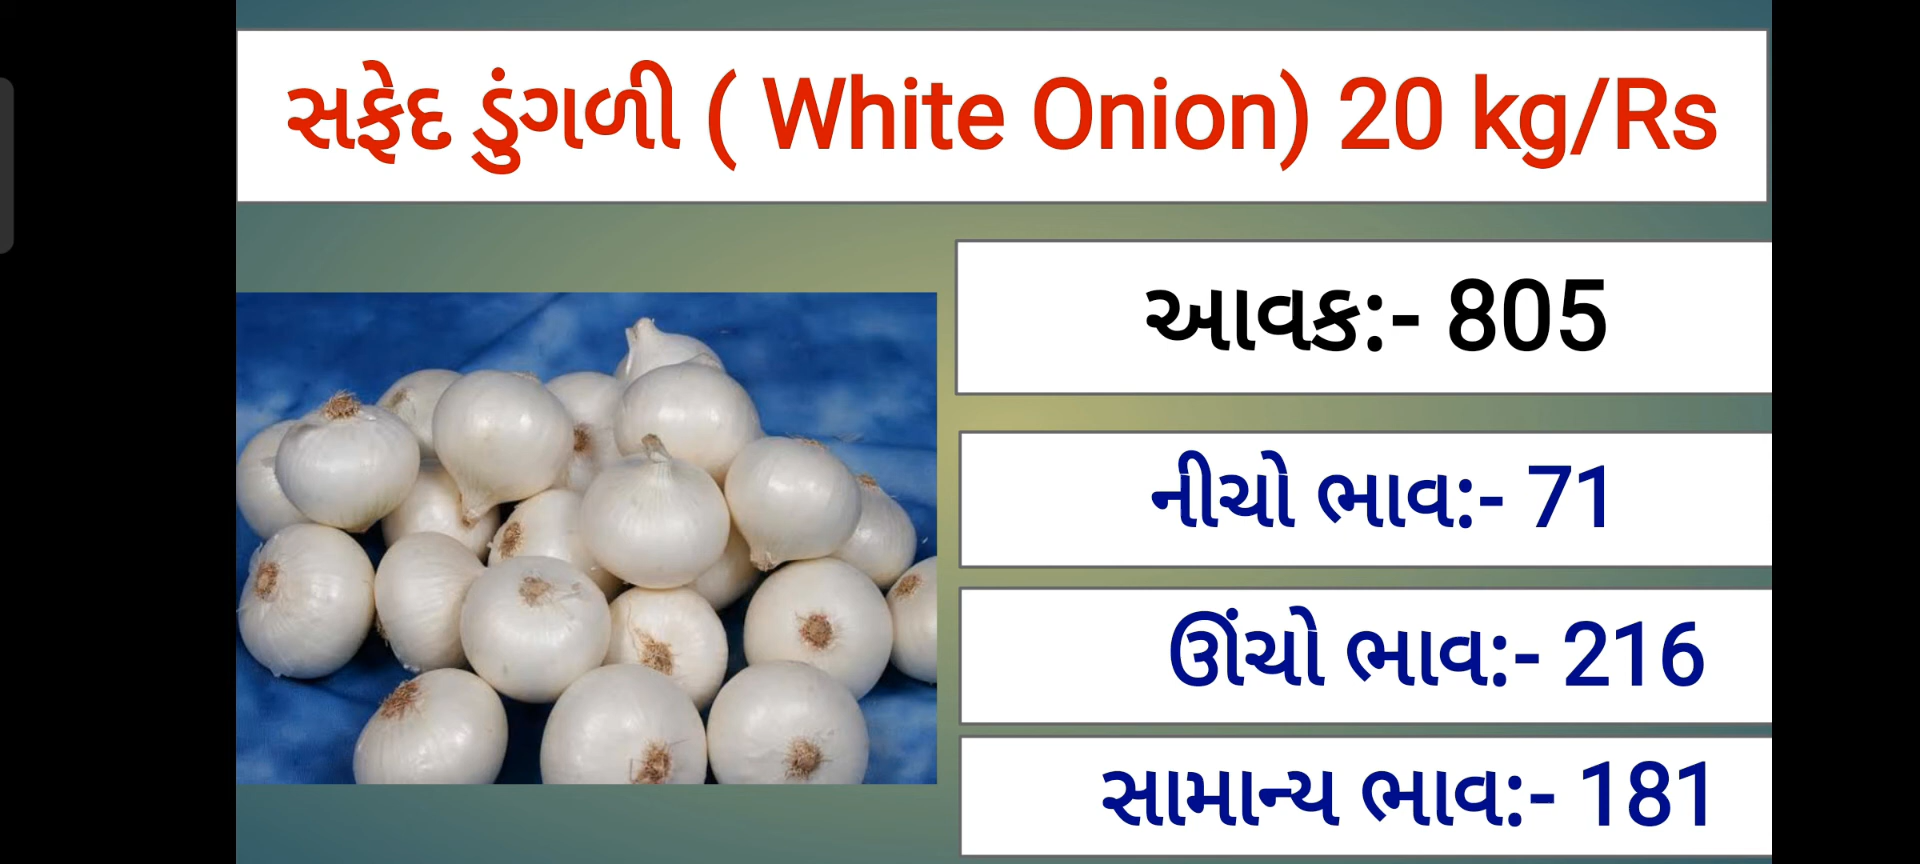 સફેદ ડુંગળી ( White Onion) 20 kg/Rs
આવક:- 805
નીચો ભાવ:- 71
ઊંચો ભાવ:- 216
સામાન્ય ભાવ:- 181